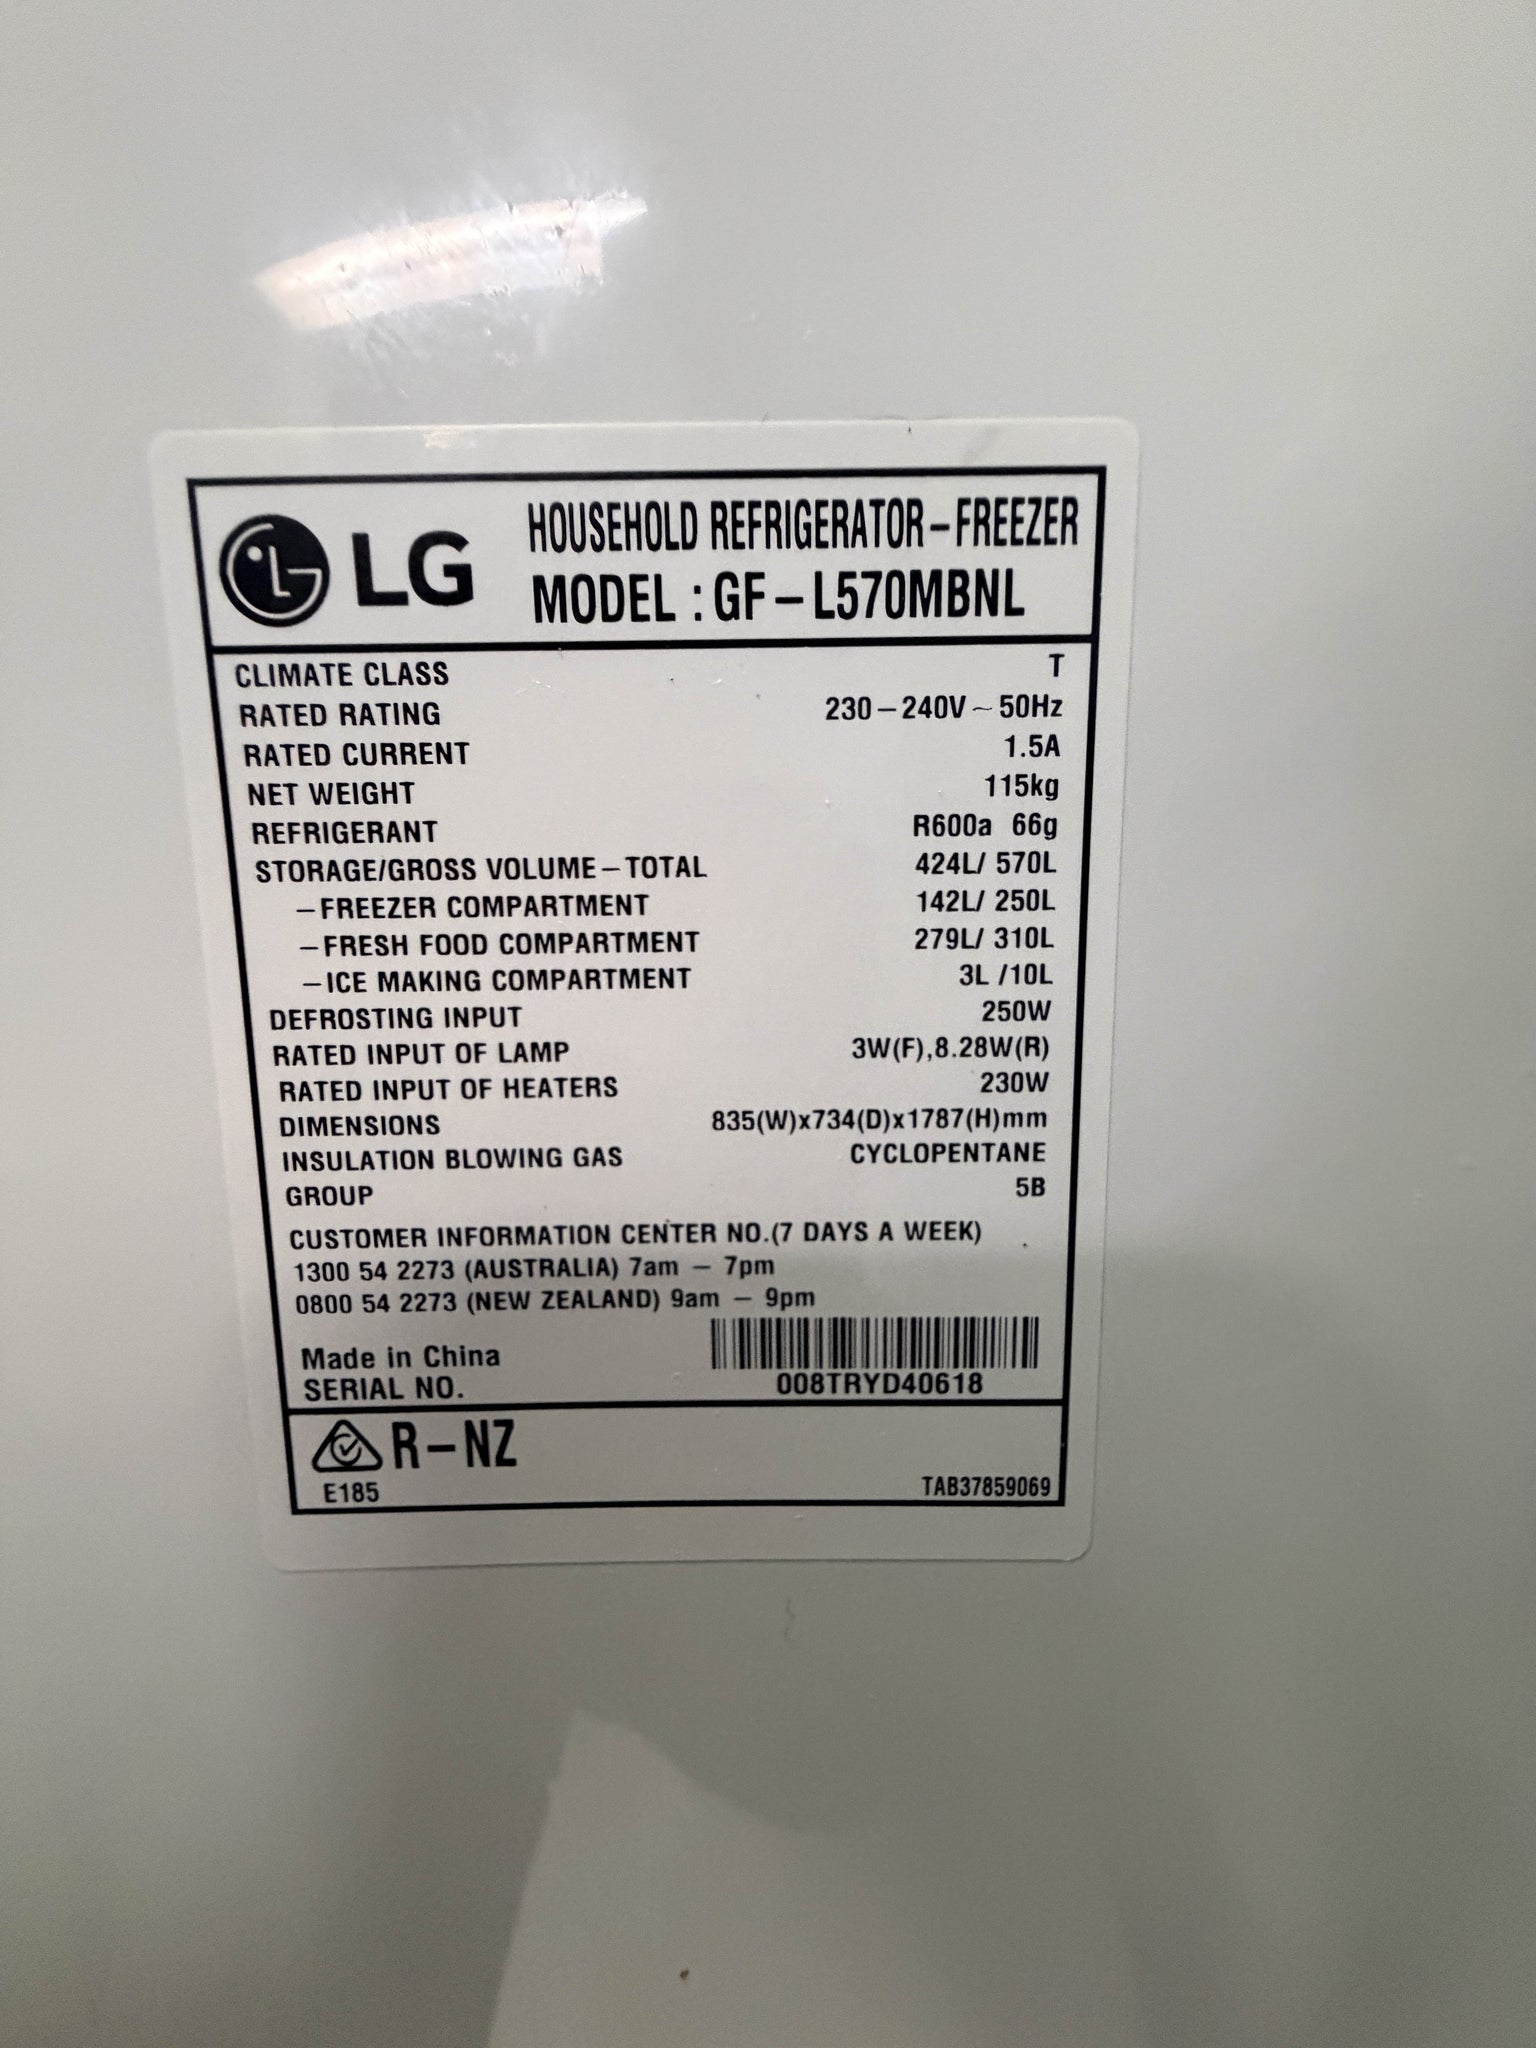 LG HOUSEHOLD REFRIGERATOR–FREEZER
MODEL : GF–L570MBNL
CLIMATE CLASS T
RATED RATING 230–240V~50Hz
RATED CURRENT 1.5A
NET WEIGHT 115kg
REFRIGERANT R600a 66g
STORAGE/GROSS VOLUME–TOTAL 424L/ 570L
–FREEZER COMPARTMENT 142L/ 250L
–FRESH FOOD COMPARTMENT 279L/ 310L
–ICE MAKING COMPARTMENT 3L /10L
DEFROSTING INPUT 250W
RATED INPUT OF LAMP 3W(F),8.28W(R)
RATED INPUT OF HEATERS 230W
DIMENSIONS 835(W)x734(D)x1787(H)mm
INSULATION BLOWING GAS CYCLOPENTANE
GROUP 5B
CUSTOMER INFORMATION CENTER NO.(7 DAYS A WEEK)
1300 54 2273 (AUSTRALIA) 7am – 7pm
0800 54 2273 (NEW ZEALAND) 9am – 9pm
Made in China
SERIAL NO. 008TRYD40618
R–NZ
E185 TAB37859069